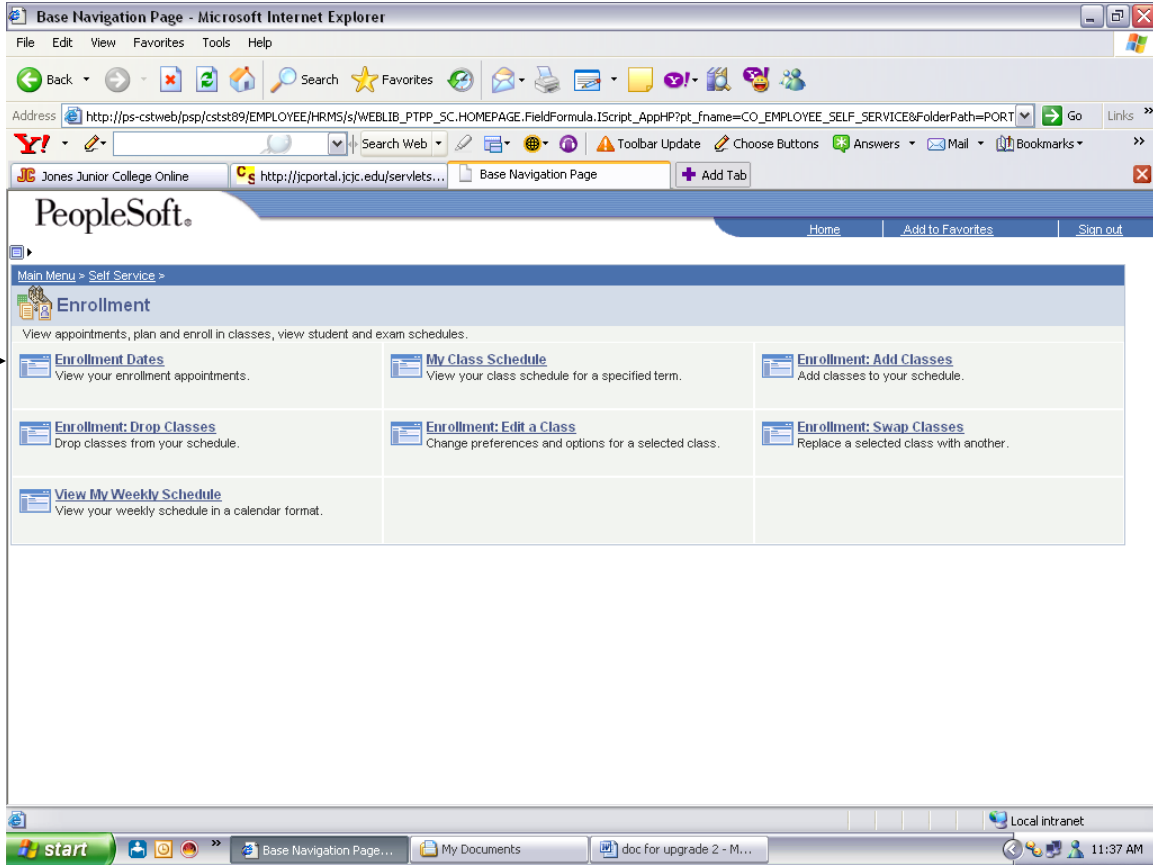 Base Navigation Page - Microsoft Internet Explorer
File Edit View Favorites Tools Help
Back Search Favorites
Address http://ps-cstweb/psp/cstst89/EMPLOYEE/HRMS/s/WEBLIB_PTPP_SC.HOMEPAGE.FieldFormula.IScript_AppHP?pt_fname=CO_EMPLOYEE_SELF_SERVICE&FolderPath=PORT Go Links »
Y! Search Web Toolbar Update Choose Buttons Answers Mail Bookmarks »
JC Jones Junior College Online Cs http://jcportal.jcjc.edu/servlets... Base Navigation Page Add Tab
PeopleSoft.
Home Add to Favorites Sign out
Main Menu > Self Service >
Enrollment
View appointments, plan and enroll in classes, view student and exam schedules.
Enrollment Dates
View your enrollment appointments.
My Class Schedule
View your class schedule for a specified term.
Enrollment: Add Classes
Add classes to your schedule.
Enrollment: Drop Classes
Drop classes from your schedule.
Enrollment: Edit a Class
Change preferences and options for a selected class.
Enrollment: Swap Classes
Replace a selected class with another.
View My Weekly Schedule
View your weekly schedule in a calendar format.
Local intranet
start » Base Navigation Page... My Documents doc for upgrade 2 - M... 11:37 AM